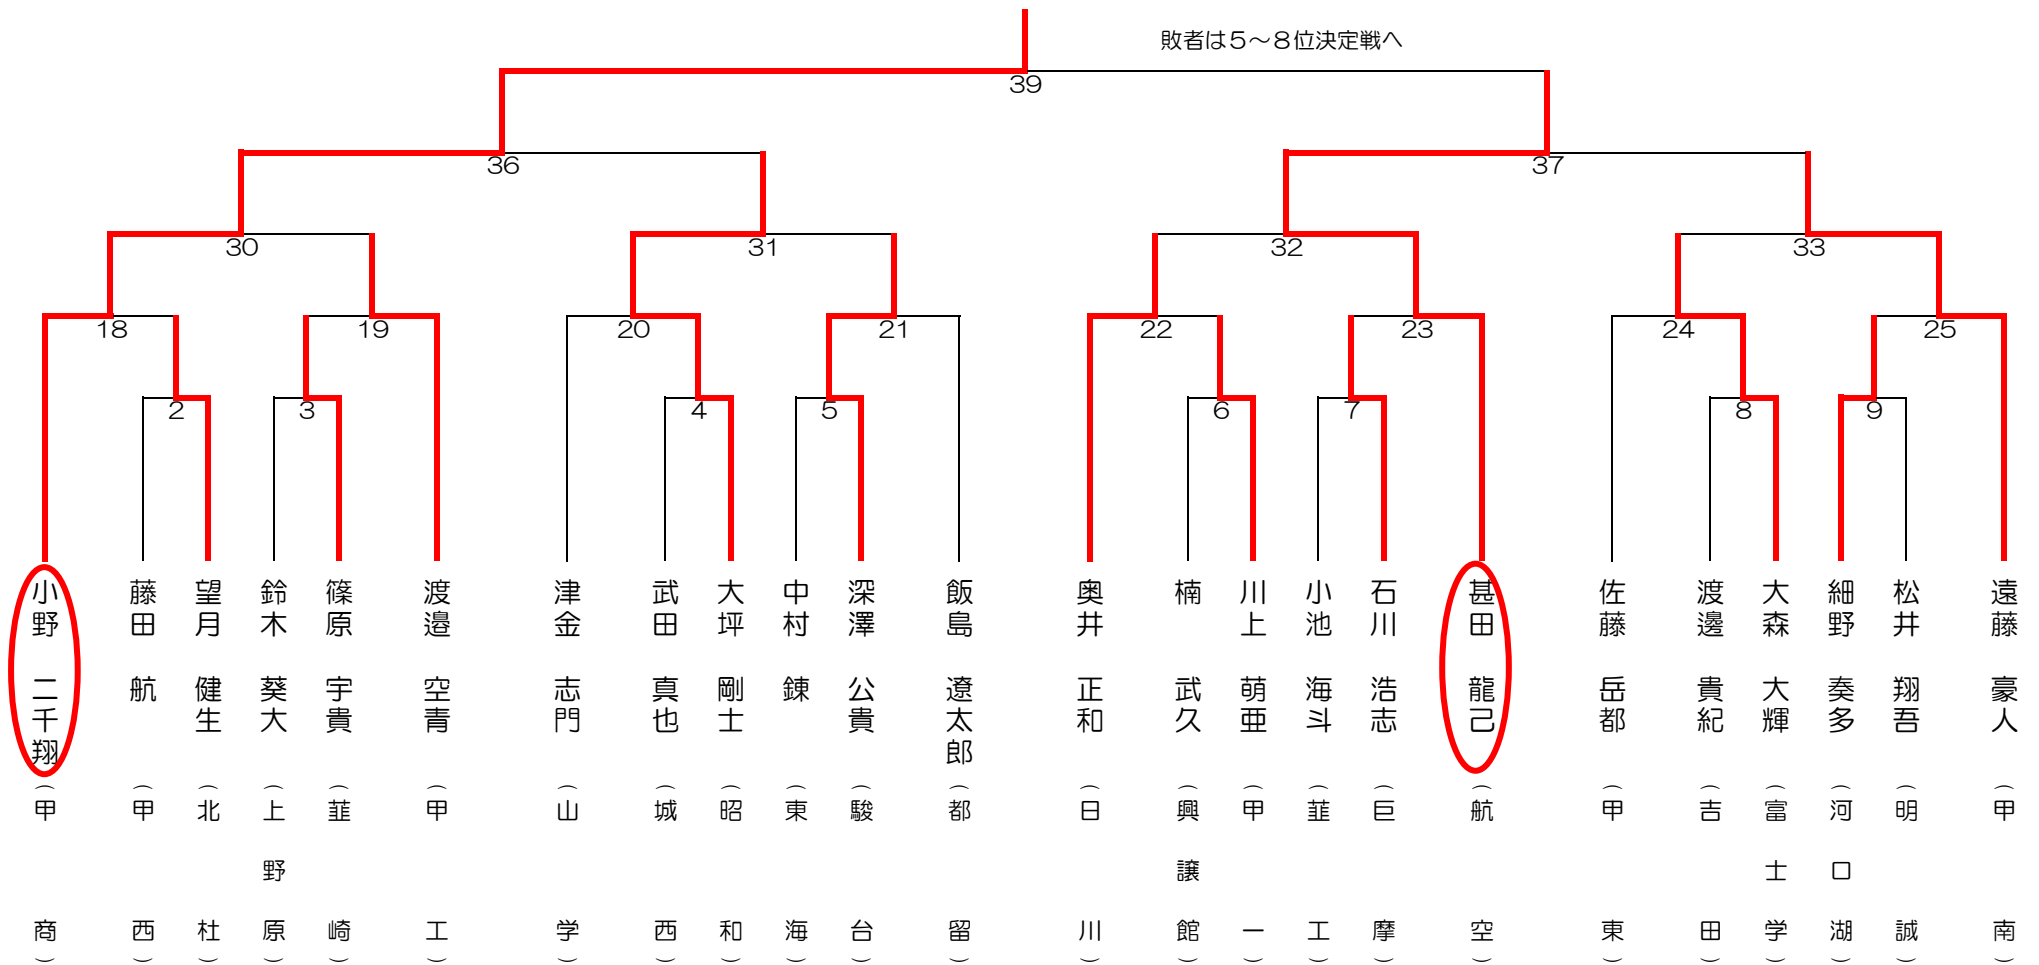 敗者は5～8位決定戦へ
39
36
37
30
31
32
33
18
19
20
21
22
23
24
25
2
3
4
5
6
7
8
9
小野 二千翔（甲商）
藤田 航（甲西）
望月 健生（北杜）
鈴木 葵大（上野原）
篠原 宇貴（韮崎）
渡邉 空青（甲工）
津金 志門（山学）
武田 真也（城西）
大坪 剛士（昭和）
中村 錬（東海）
深澤 公貴（駿台）
飯島 遼太郎（都留）
奥井 正和（日川）
楠 武久（興譲館）
川上 萌亜（甲一）
小池 海斗（韮工）
石川 浩志（巨摩）
甚田 龍己（航空）
佐藤 岳都（甲東）
渡邊 貴紀（吉田）
大森 大輝（富士学）
細野 奏多（河口湖）
松井 翔吾（明誠）
遠藤 豪人（甲南）